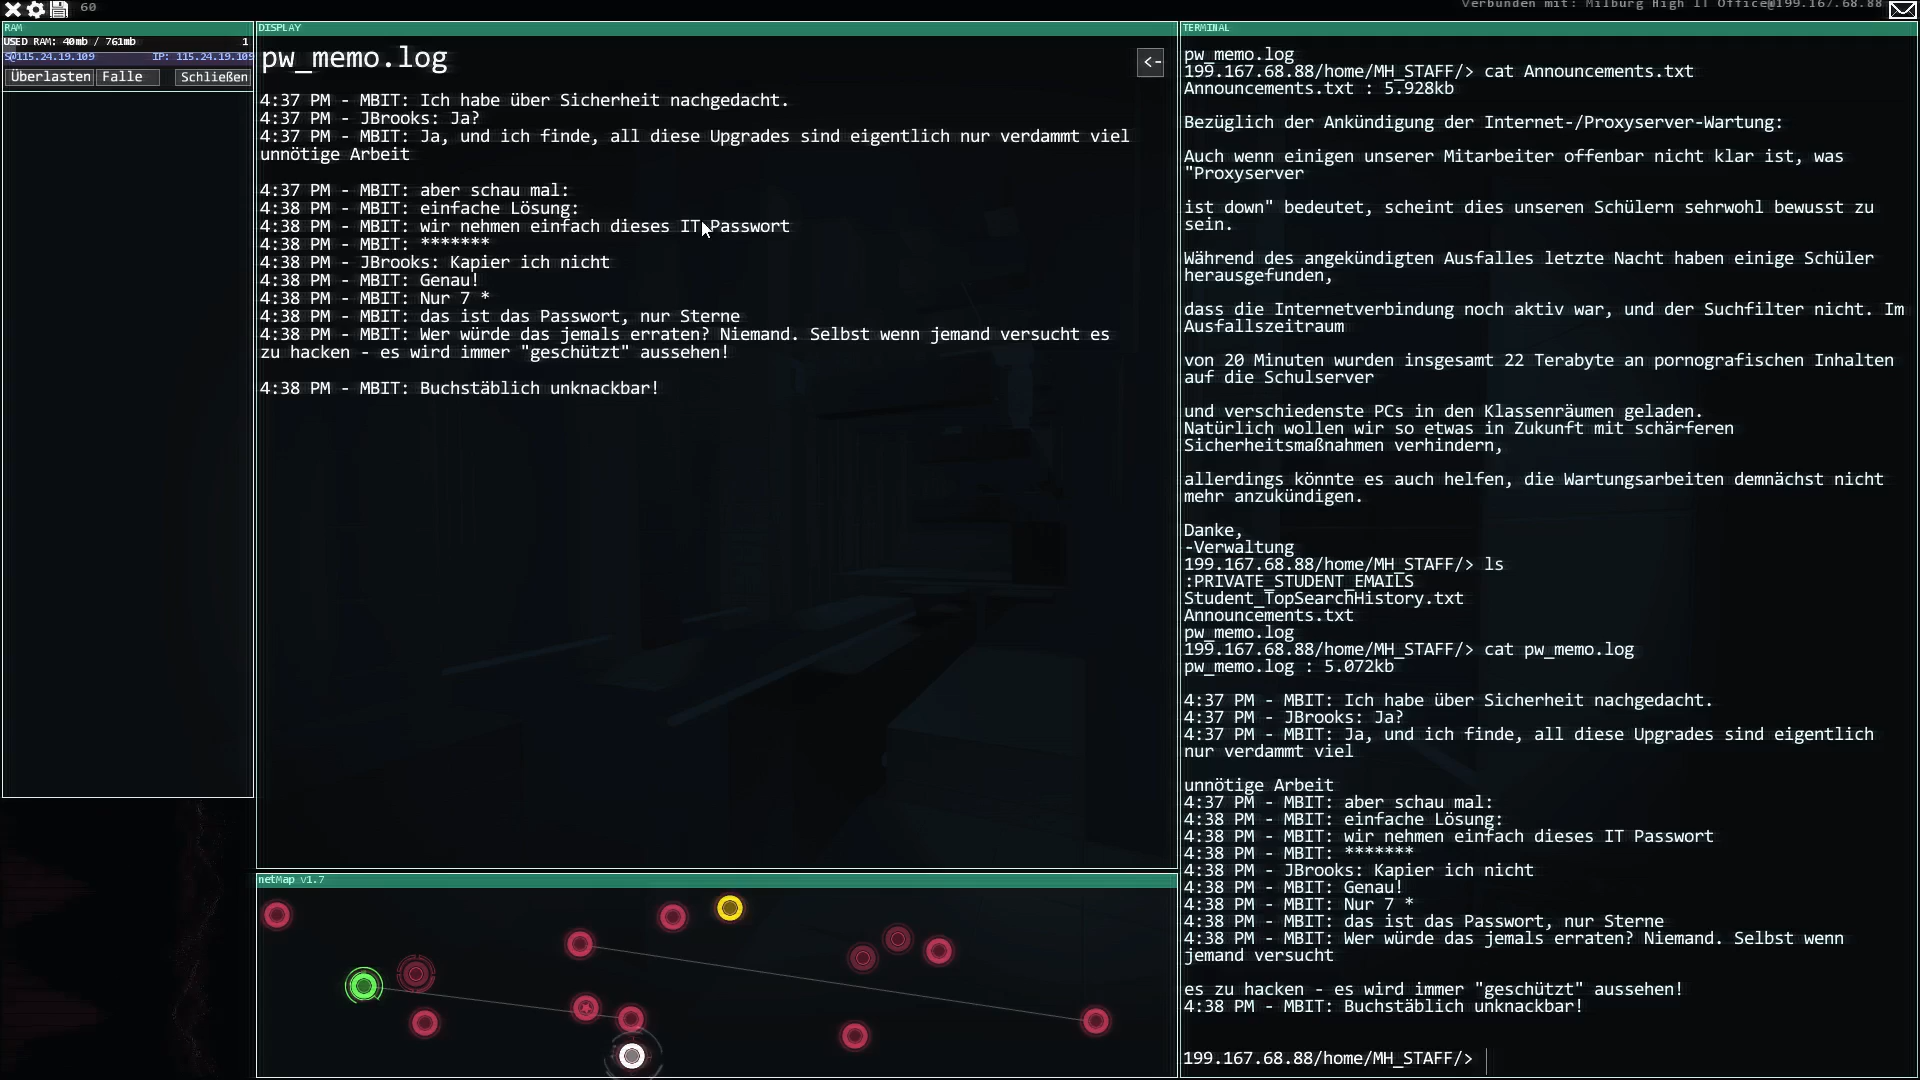 60
Verbunden mit: Milburg High IT Office@199.167.68.88
RAM
USED RAM: 40mb / 761mb
1
S@115.24.19.109
IP: 115.24.19.109
Überlasten
Falle
Schließen
DISPLAY
pw_memo.log
<-
4:37 PM - MBIT: Ich habe über Sicherheit nachgedacht.
4:37 PM - JBrooks: Ja?
4:37 PM - MBIT: Ja, und ich finde, all diese Upgrades sind eigentlich nur verdammt viel
unnötige Arbeit
4:37 PM - MBIT: aber schau mal:
4:38 PM - MBIT: einfache Lösung:
4:38 PM - MBIT: wir nehmen einfach dieses IT Passwort
4:38 PM - MBIT: *******
4:38 PM - JBrooks: Kapier ich nicht
4:38 PM - MBIT: Genau!
4:38 PM - MBIT: Nur 7 *
4:38 PM - MBIT: das ist das Passwort, nur Sterne
4:38 PM - MBIT: Wer würde das jemals erraten? Niemand. Selbst wenn jemand versucht es
zu hacken - es wird immer "geschützt" aussehen!
4:38 PM - MBIT: Buchstäblich unknackbar!
netMap v1.7
TERMINAL
pw_memo.log
199.167.68.88/home/MH_STAFF/> cat Announcements.txt
Announcements.txt : 5.928kb
Bezüglich der Ankündigung der Internet-/Proxyserver-Wartung:
Auch wenn einigen unserer Mitarbeiter offenbar nicht klar ist, was
"Proxyserver
ist down" bedeutet, scheint dies unseren Schülern sehrwohl bewusst zu
sein.
Während des angekündigten Ausfalles letzte Nacht haben einige Schüler
herausgefunden,
dass die Internetverbindung noch aktiv war, und der Suchfilter nicht. Im
Ausfallszeitraum
von 20 Minuten wurden insgesamt 22 Terabyte an pornografischen Inhalten
auf die Schulserver
und verschiedenste PCs in den Klassenräumen geladen.
Natürlich wollen wir so etwas in Zukunft mit schärferen
Sicherheitsmaßnahmen verhindern,
allerdings könnte es auch helfen, die Wartungsarbeiten demnächst nicht
mehr anzukündigen.
Danke,
-Verwaltung
199.167.68.88/home/MH_STAFF/> ls
:PRIVATE_STUDENT_EMAILS
Student_TopSearchHistory.txt
Announcements.txt
pw_memo.log
199.167.68.88/home/MH_STAFF/> cat pw_memo.log
pw_memo.log : 5.072kb
4:37 PM - MBIT: Ich habe über Sicherheit nachgedacht.
4:37 PM - JBrooks: Ja?
4:37 PM - MBIT: Ja, und ich finde, all diese Upgrades sind eigentlich
nur verdammt viel
unnötige Arbeit
4:37 PM - MBIT: aber schau mal:
4:38 PM - MBIT: einfache Lösung:
4:38 PM - MBIT: wir nehmen einfach dieses IT Passwort
4:38 PM - MBIT: *******
4:38 PM - JBrooks: Kapier ich nicht
4:38 PM - MBIT: Genau!
4:38 PM - MBIT: Nur 7 *
4:38 PM - MBIT: das ist das Passwort, nur Sterne
4:38 PM - MBIT: Wer würde das jemals erraten? Niemand. Selbst wenn
jemand versucht
es zu hacken - es wird immer "geschützt" aussehen!
4:38 PM - MBIT: Buchstäblich unknackbar!
199.167.68.88/home/MH_STAFF/>